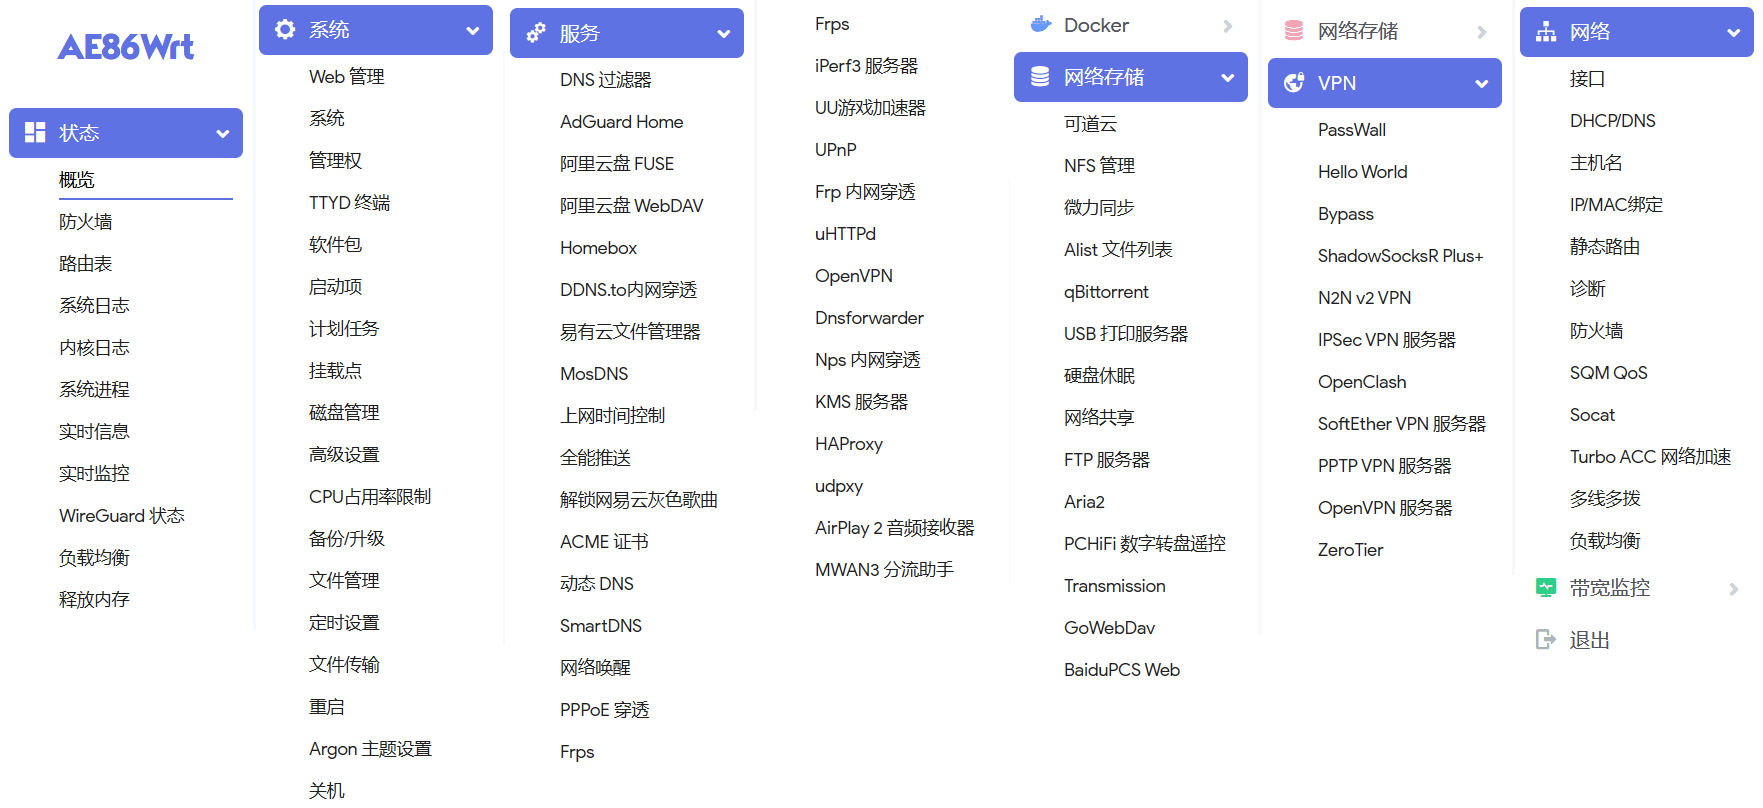 AE86Wrt
状态
概览
防火墙
路由表
系统日志
内核日志
系统进程
实时信息
实时监控
WireGuard 状态
负载均衡
释放内存
系统
Web 管理
系统
管理权
TTYD 终端
软件包
启动项
计划任务
挂载点
磁盘管理
高级设置
CPU占用率限制
备份/升级
文件管理
定时设置
文件传输
重启
Argon 主题设置
关机
服务
DNS 过滤器
AdGuard Home
阿里云盘 FUSE
阿里云盘 WebDAV
Homebox
DDNS.to内网穿透
易有云文件管理器
MosDNS
上网时间控制
全能推送
解锁网易云灰色歌曲
ACME 证书
动态 DNS
SmartDNS
网络唤醒
PPPoE 穿透
Frps
Frps
iPerf3 服务器
UU游戏加速器
UPnP
Frp 内网穿透
uHTTPd
OpenVPN
Dnsforwarder
Nps 内网穿透
KMS 服务器
HAProxy
udpxy
AirPlay 2 音频接收器
MWAN3 分流助手
Docker
网络存储
可道云
NFS 管理
微力同步
Alist 文件列表
qBittorrent
USB 打印服务器
硬盘休眠
网络共享
FTP 服务器
Aria2
PCHiFi 数字转盘遥控
Transmission
GoWebDav
BaiduPCS Web
网络存储
VPN
PassWall
Hello World
Bypass
ShadowSocksR Plus+
N2N v2 VPN
IPSec VPN 服务器
OpenClash
SoftEther VPN 服务器
PPTP VPN 服务器
OpenVPN 服务器
ZeroTier
网络
接口
DHCP/DNS
主机名
IP/MAC绑定
静态路由
诊断
防火墙
SQM QoS
Socat
Turbo ACC 网络加速
多线多拨
负载均衡
带宽监控
退出